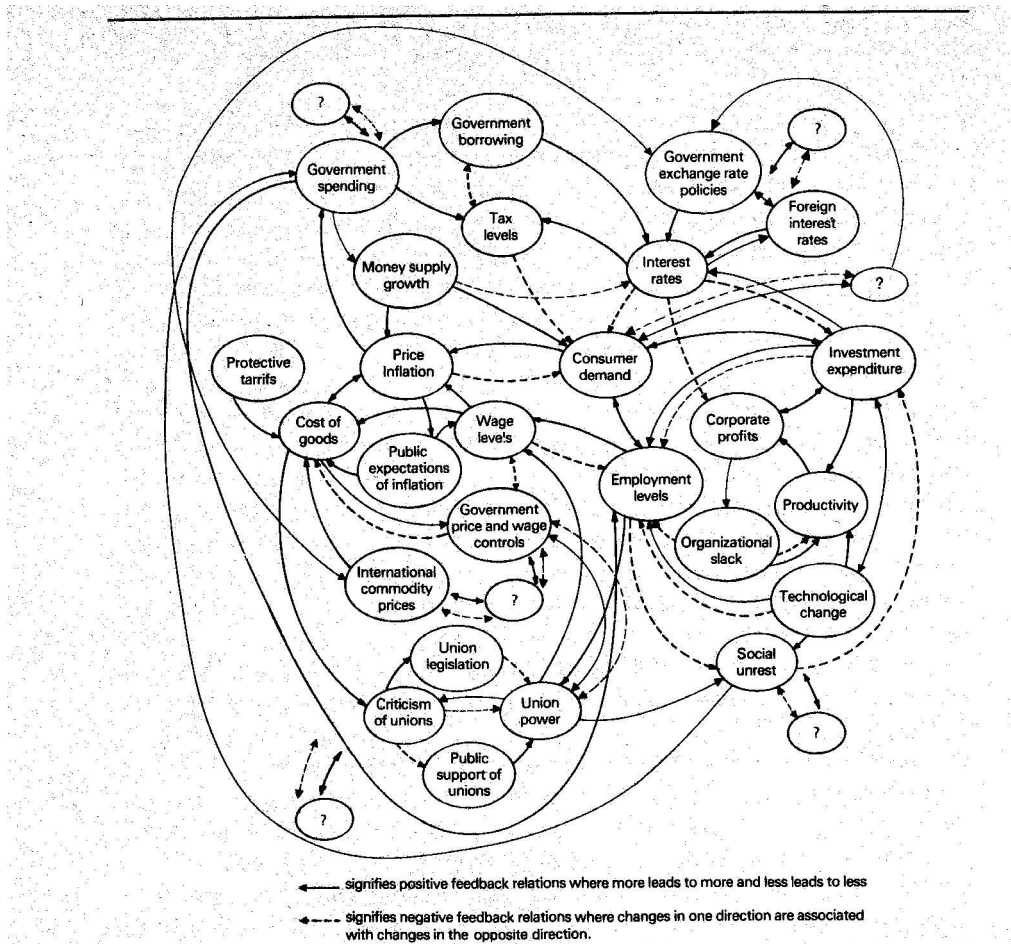 ?
Government
borrowing
?
Government
spending
Government
exchange rate
policies
Tax
levels
Foreign
interest
rates
Money supply
growth
Interest
rates
?
Protective
tarrifs
Price
Inflation
Consumer
demand
Investment
expenditure
Cost of
goods
Wage
levels
Corporate
profits
Public
expectations
of inflation
Employment
levels
Productivity
Government
price and wage
controls
Organizational
slack
International
commodity
prices
?
Technological
change
Union
legislation
Social
unrest
Criticism
of unions
Union
power
?
Public
support of
unions
?
signifies positive feedback relations where more leads to more and less leads to less
signifies negative feedback relations where changes in one direction are associated
with changes in the opposite direction.